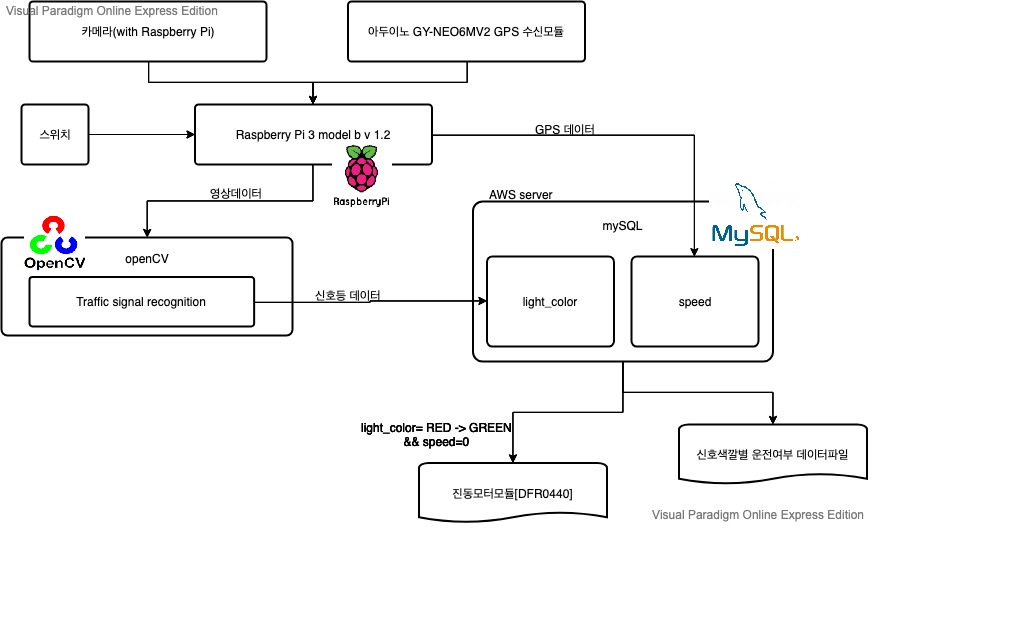 Visual Paradigm Online Express Edition
카메라(with Raspberry Pi)
아두이노 GY-NEO6MV2 GPS 수신모듈
스위치
Raspberry Pi 3 model b v 1.2
GPS 데이터
RaspberryPi
영상데이터
AWS server
mySQL
MySQL
OpenCV
openCV
Traffic signal recognition
신호등 데이터
light_color
speed
light_color= RED -> GREEN
&& speed=0
신호색깔별 운전여부 데이터파일
진동모터모듈[DFR0440]
Visual Paradigm Online Express Edition